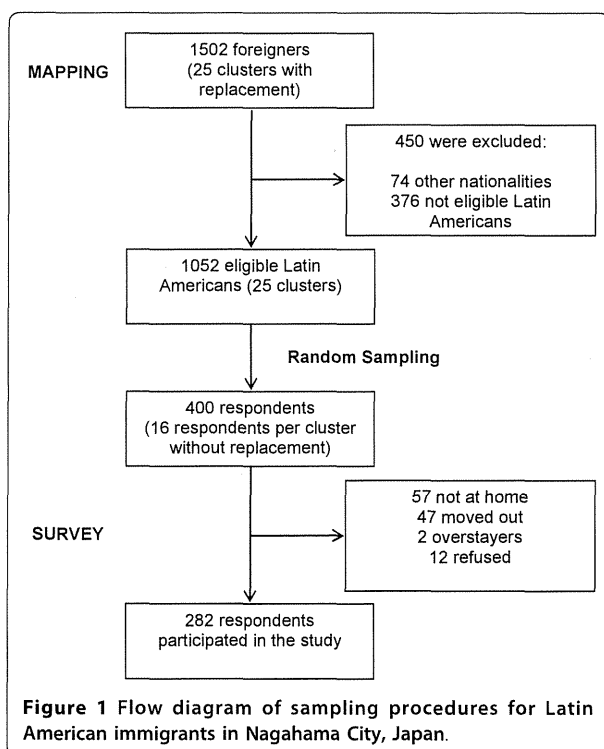 1502 foreigners
(25 clusters with
replacement)
MAPPING
450 were excluded:
74 other nationalities
376 not eligible Latin
Americans
1052 eligible Latin
Americans (25 clusters)
Random Sampling
400 respondents
(16 respondents per cluster
without replacement)
57 not at home
47 moved out
2 overstayers
12 refused
SURVEY
282 respondents
participated in the study
Figure 1 Flow diagram of sampling procedures for Latin
American immigrants in Nagahama City, Japan.